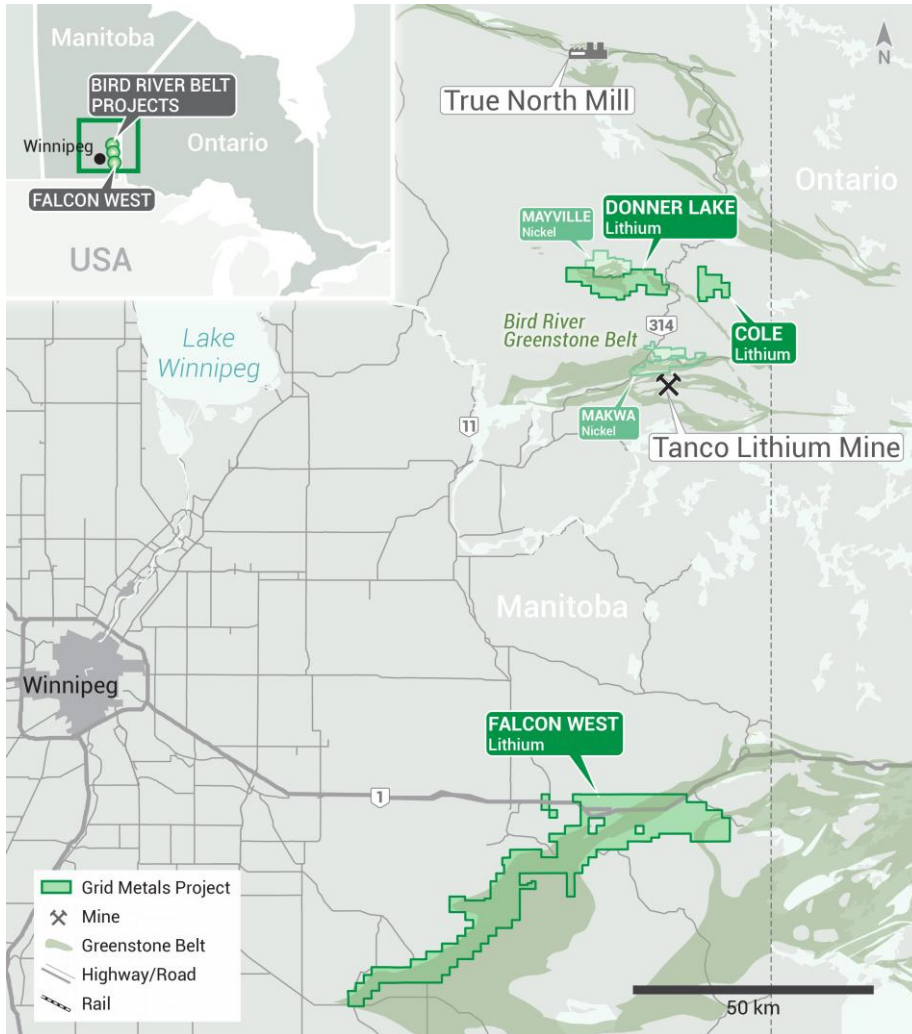 Manitoba
BIRD RIVER BELT
PROJECTS
Winnipeg
Ontario
FALCON WEST
USA
N
True North Mill
Ontario
MAYVILLE
Nickel
DONNER LAKE
Lithium
Bird River
Greenstone Belt
314
COLE
Lithium
Lake
Winnipeg
11
MAKWA
Nickel
Tanco Lithium Mine
Manitoba
Winnipeg
FALCON WEST
Lithium
1
Grid Metals Project
Mine
Greenstone Belt
Highway/Road
Rail
50 km